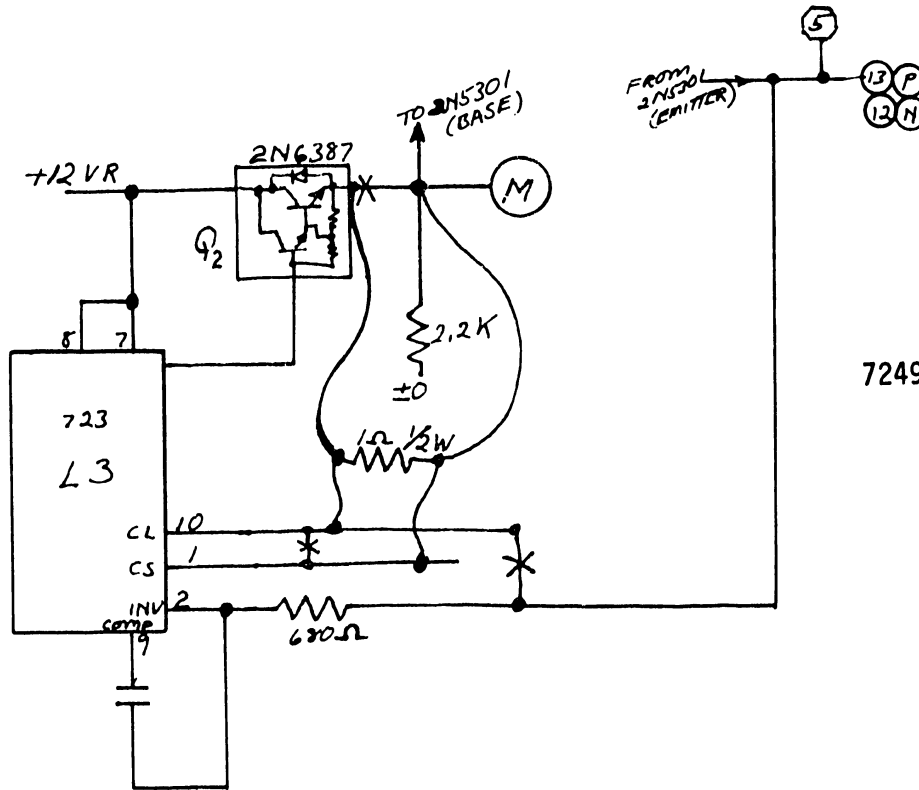 5
FROM 2N5301 (EMITTER)
13 P
12 N
TO 2N5301 (BASE)
2N6387
+12 VR
Q2
M
2.2K
±0
8 7
7249
723
L3
1Ω 1/2W
CL 10
CS 1
INV 2
comp
9
680Ω